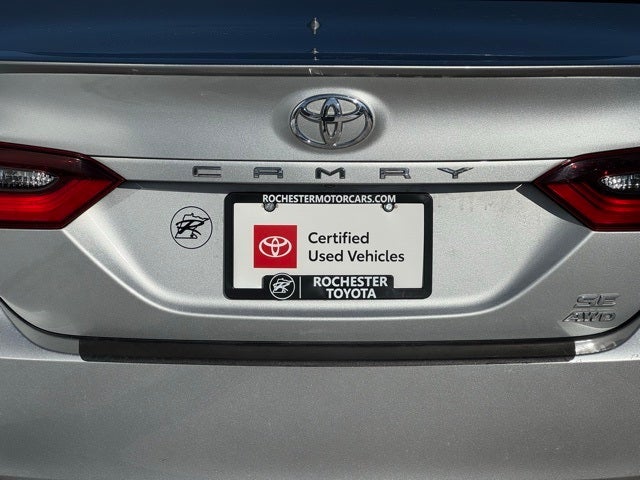 CAMRY
ROCHESTERMOTORCARS.COM
Certified
Used Vehicles
ROCHESTER
TOYOTA
SE
AWD